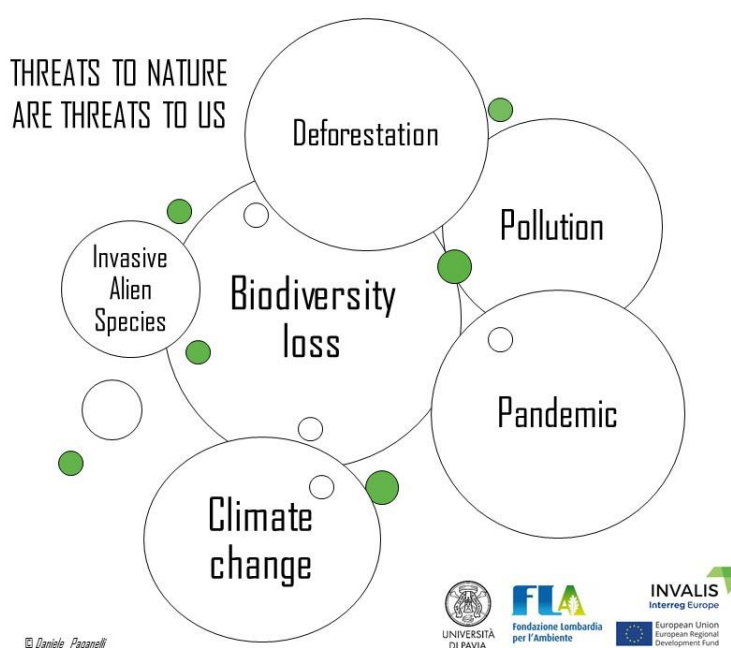 THREATS TO NATURE
ARE THREATS TO US
Deforestation
Pollution
Invasive
Alien
Species
Biodiversity
loss
Pandemic
Climate
change
© Daniele Paganelli
UNIVERSITÀ
DI PAVIA
FLA
Fondazione Lombardia
per l'Ambiente
INVALIS
Interreg Europe
European Union
European Regional
Development Fund